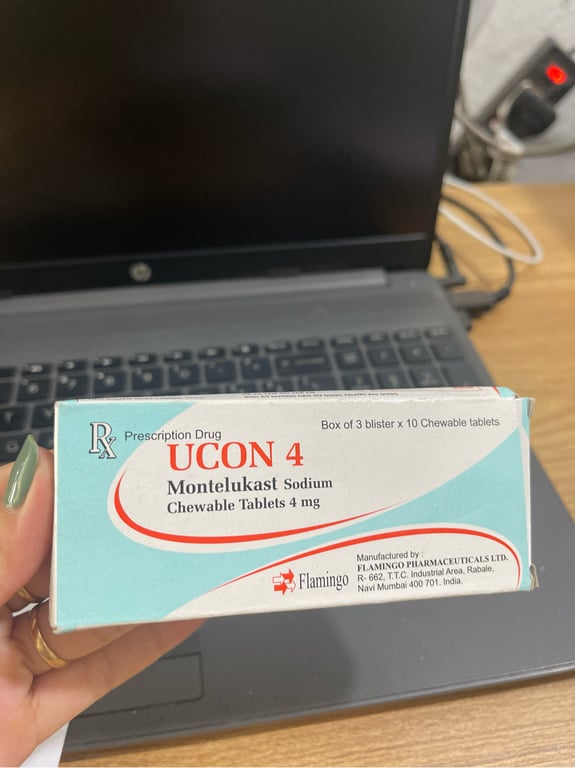 hp
Rx Prescription Drug
Box of 3 blister x 10 Chewable tablets
UCON 4
Montelukast Sodium
Chewable Tablets 4 mg
Flamingo
Manufactured by :
FLAMINGO PHARMACEUTICALS LTD.
R- 662, T.T.C. Industrial Area, Rabale,
Navi Mumbai 400 701. India.